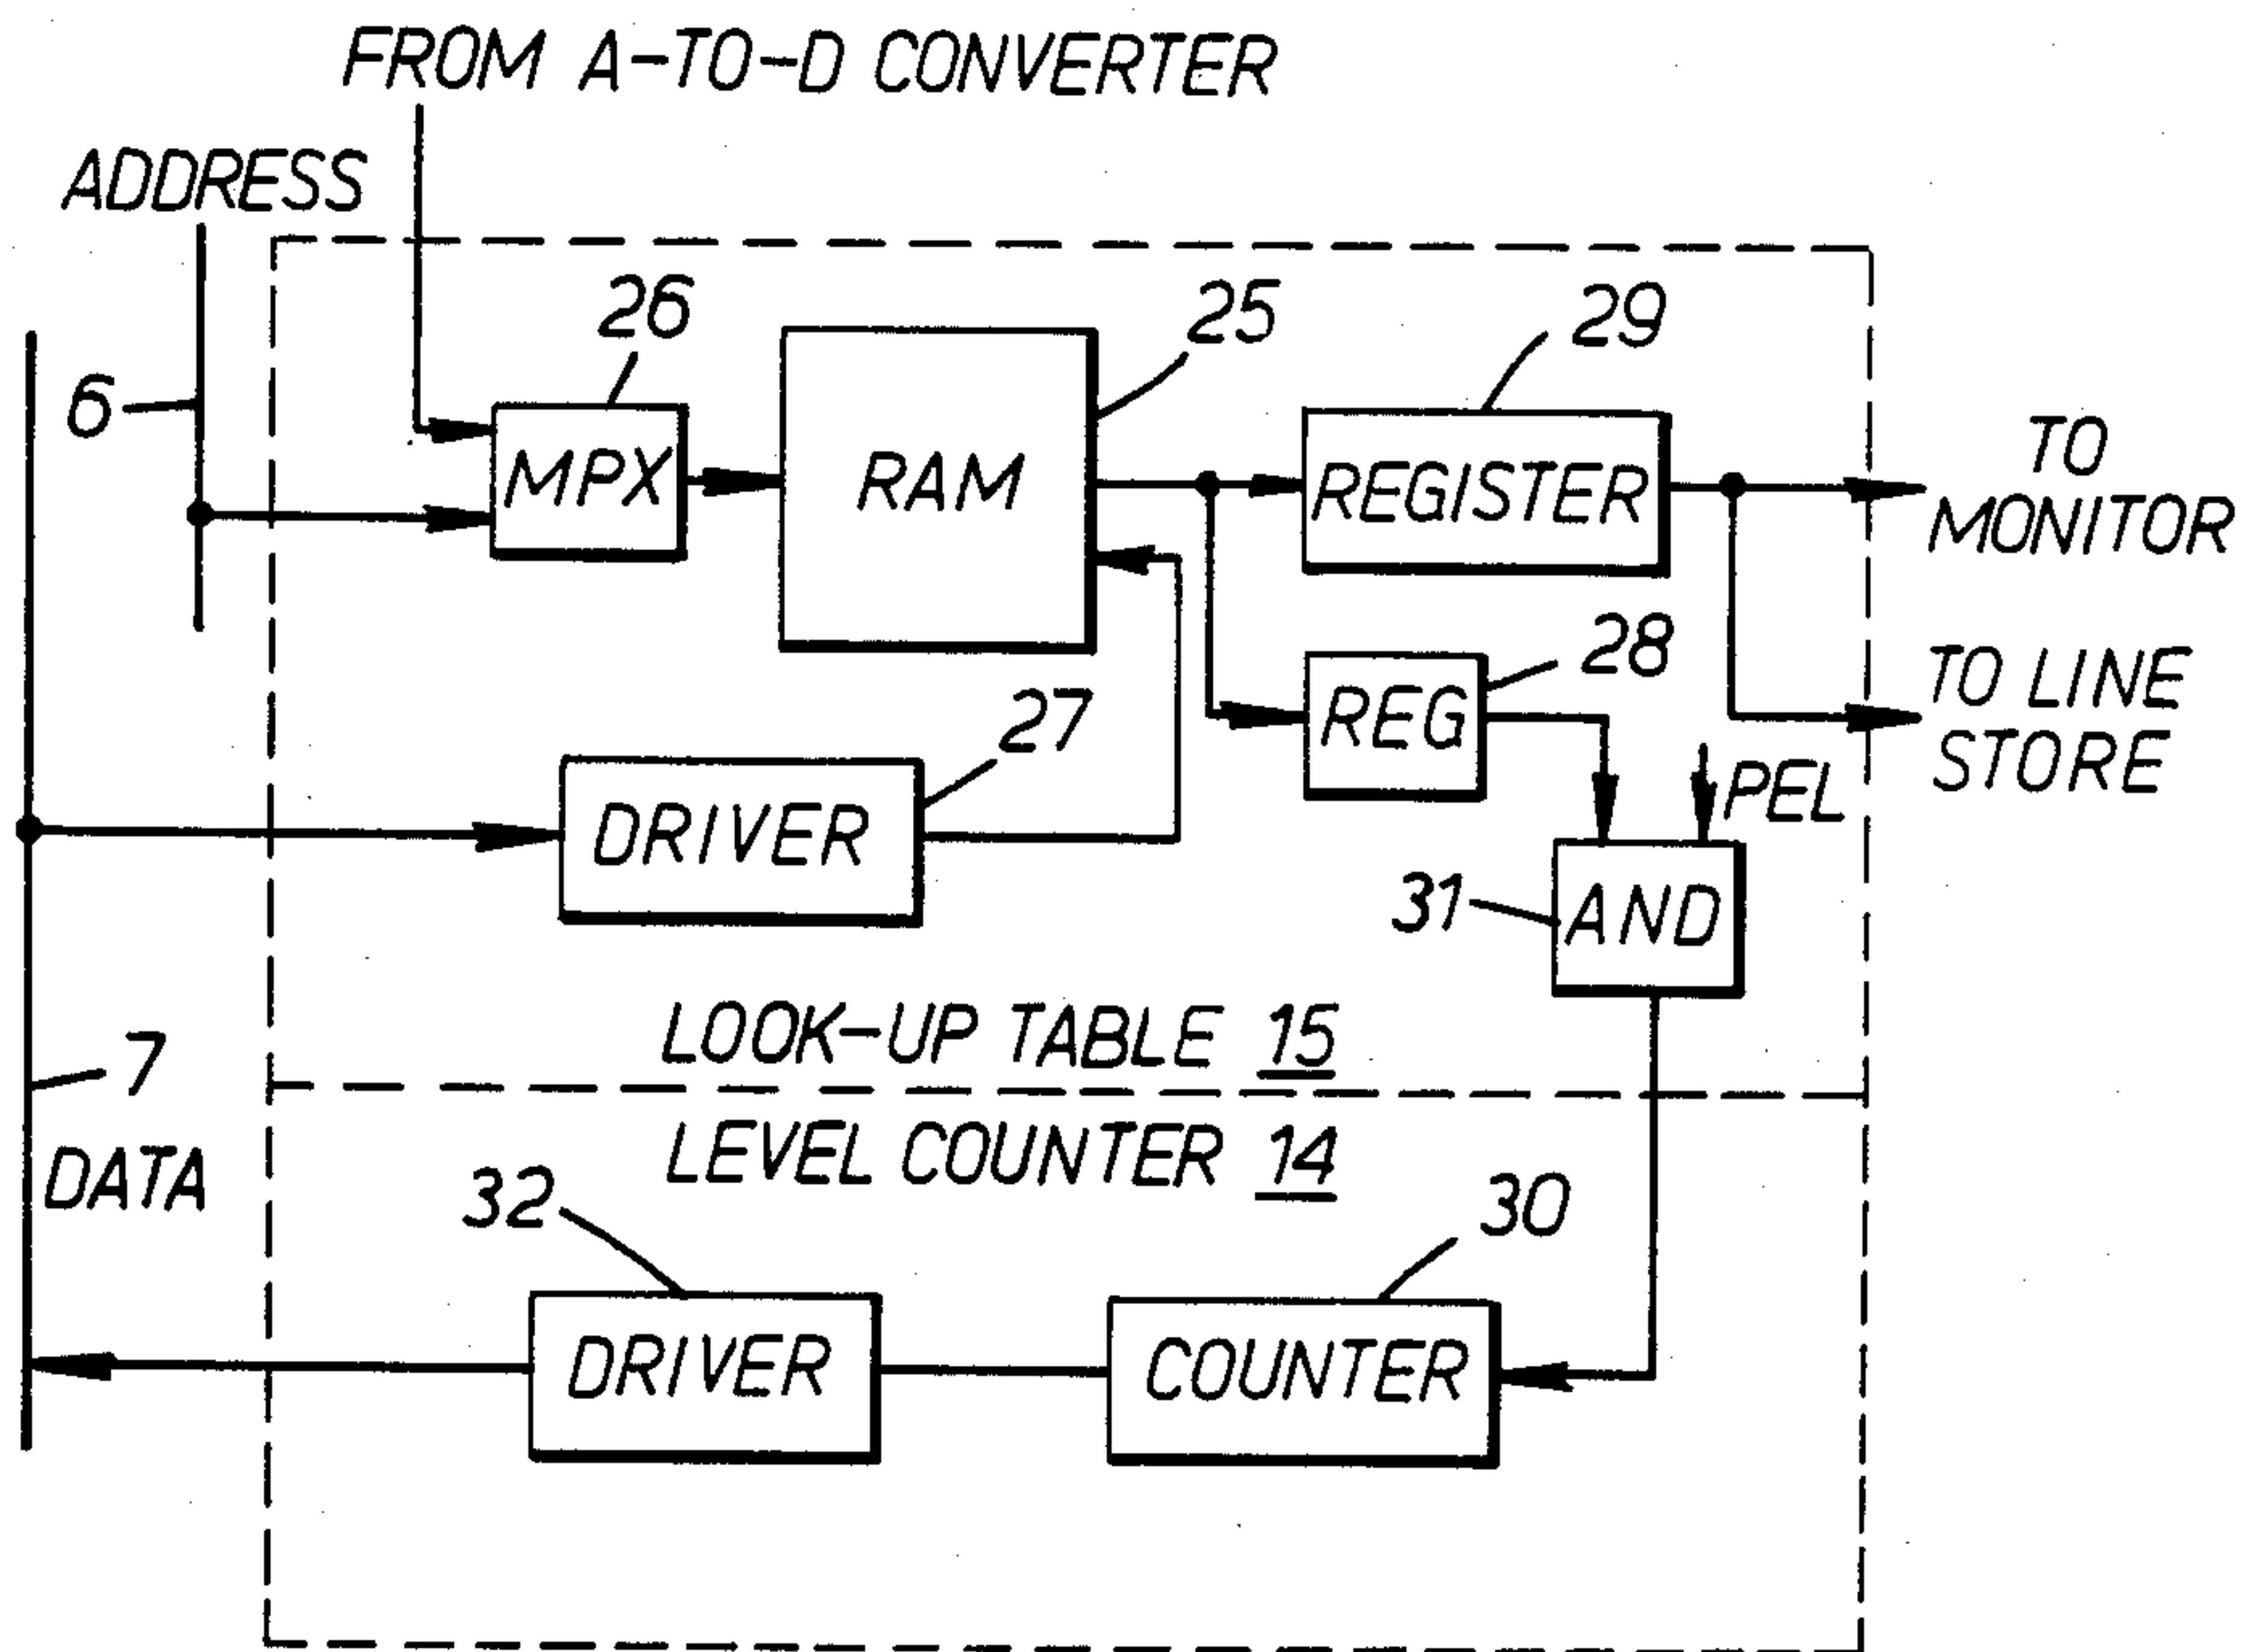 FROM A-TO-D CONVERTER
ADDRESS
26
25
29
6
MPX
RAM
REGISTER
TO
MONITOR
28
REG
TO LINE
STORE
27
DRIVER
PEL
31
AND
LOOK-UP TABLE 15
7
DATA
LEVEL COUNTER 14
32
30
DRIVER
COUNTER